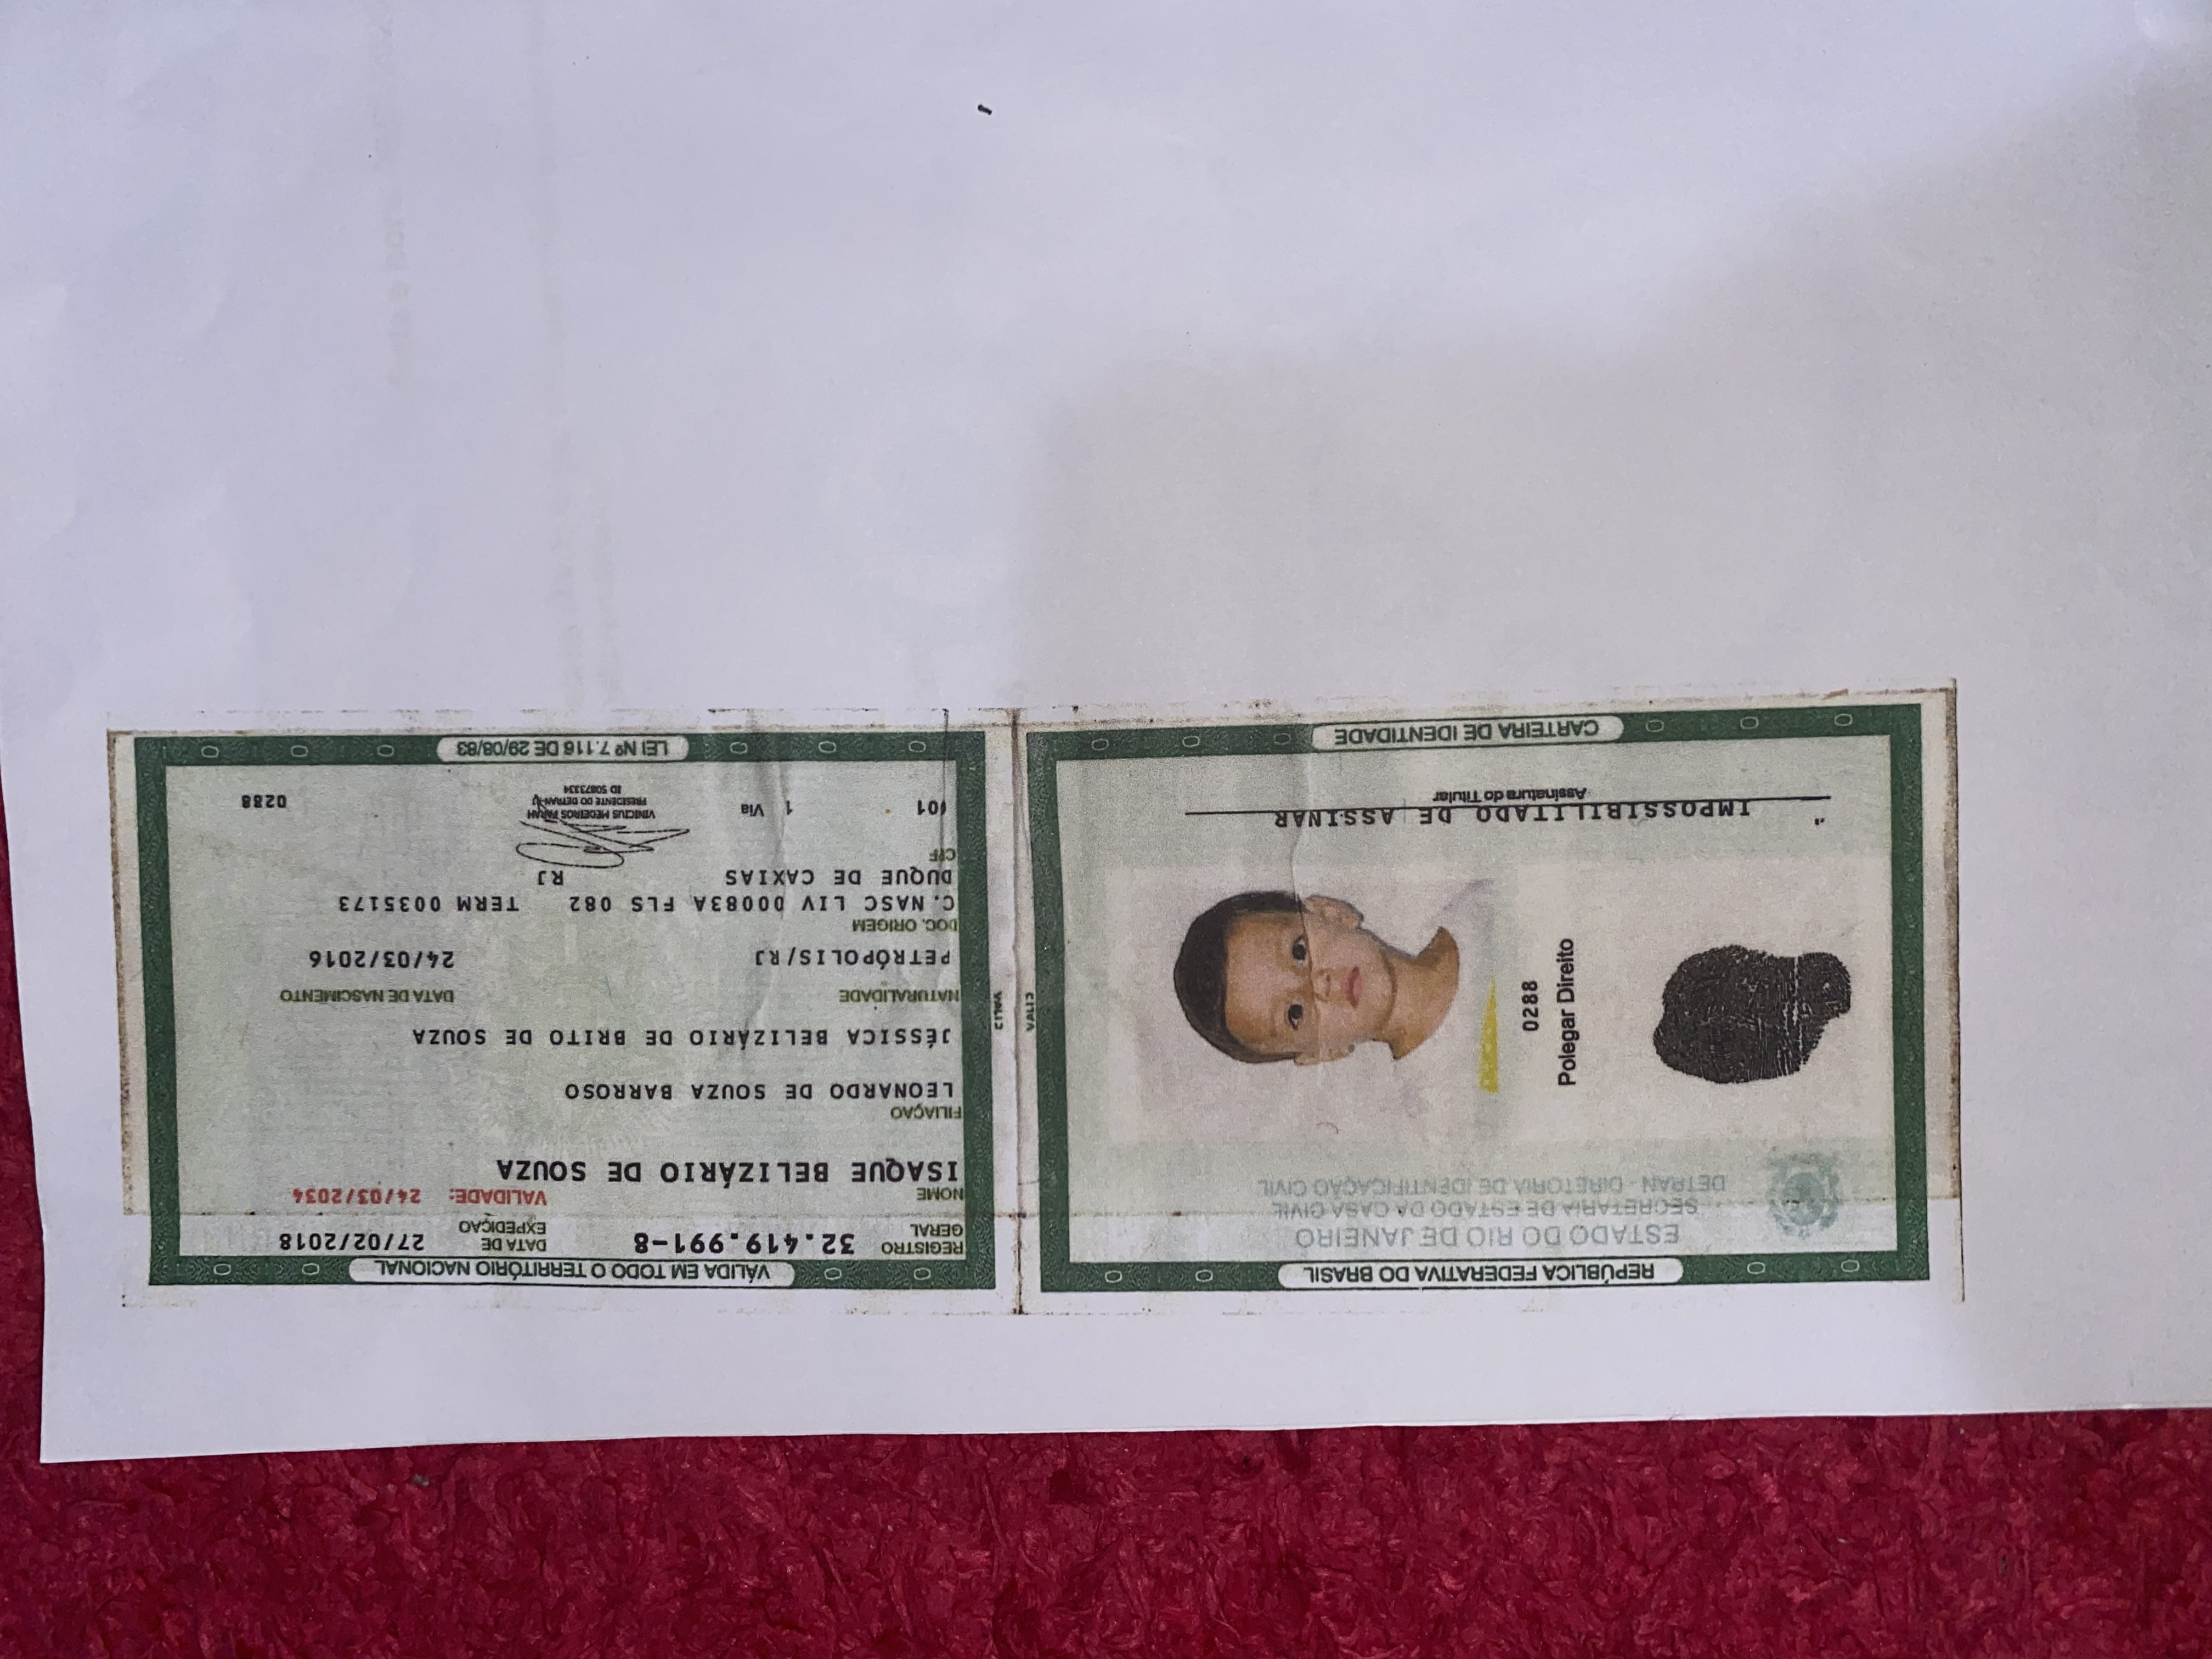 REPÚBLICA FEDERATIVA DO BRASIL
ESTADO DO RIO DE JANEIRO
SECRETARIA DE ESTADO DA CASA CIVIL
DETRAN - DIRETORIA DE IDENTIFICAÇÃO CIVIL
Polegar Direito
0288
IMPOSSIBILITADO DE ASSINAR
Assinatura do Titular
CARTEIRA DE IDENTIDADE
VÁLIDA EM TODO O TERRITÓRIO NACIONAL
REGISTRO GERAL 32.419.991-8 DATA DE EXPEDIÇÃO 27/02/2018
NOME VALIDADE: 24/03/2034
ISAQUE BELIZÁRIO DE SOUZA
FILIAÇÃO
LEONARDO DE SOUZA BARROSO
JÉSSICA BELIZÁRIO DE BRITO DE SOUZA
NATURALIDADE DATA DE NASCIMENTO
PETRÓPOLIS/RJ 24/03/2016
DOC. ORIGEM
C. NASC LIV 00083A FLS 082 TERM 0035173
DUQUE DE CAXIAS RJ
CPF
001 1 Via 0288
VINICIUS MEDEIROS FARAH
PRESIDENTE DO DETRAN-RJ
ID 50873334
LEI Nº 7.116 DE 29/08/83